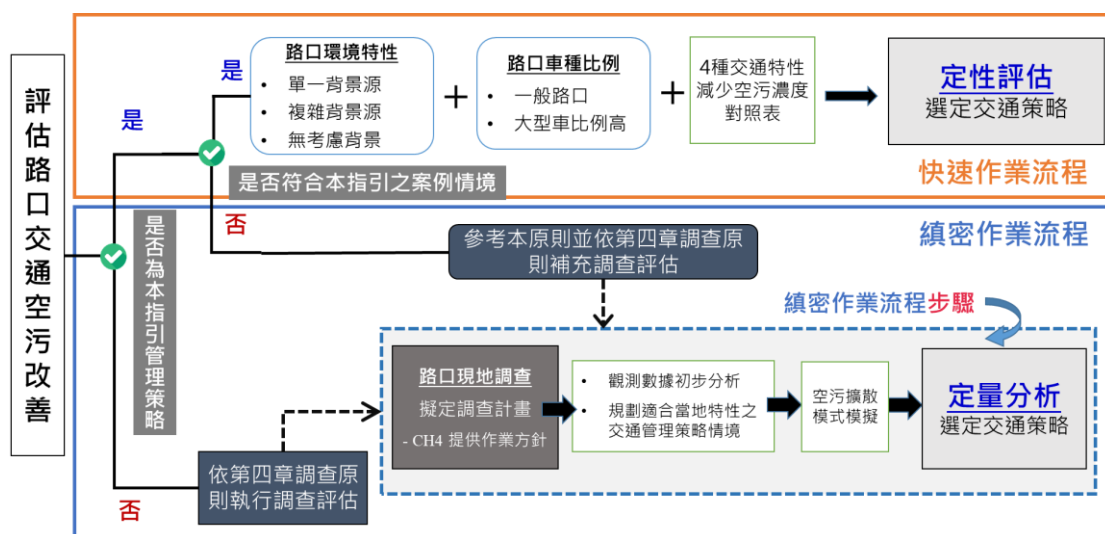 評估路口交通空污改善
是
是
路口環境特性
• 單一背景源
• 複雜背景源
• 無考慮背景
+
路口車種比例
• 一般路口
• 大型車比例高
+
4種交通特性
減少空污濃度
對照表
定性評估
選定交通策略
快速作業流程
是否符合本指引之案例情境
否
是否為本指引管理策略
縝密作業流程
參考本原則並依第四章調查原
則補充調查評估
縝密作業流程步驟
路口現地調查
擬定調查計畫
- CH4 提供作業方針
• 觀測數據初步分析
• 規劃適合當地特性之
交通管理策略情境
空污擴散
模式模擬
定量分析
選定交通策略
依第四章調查原
則執行調查評估
否